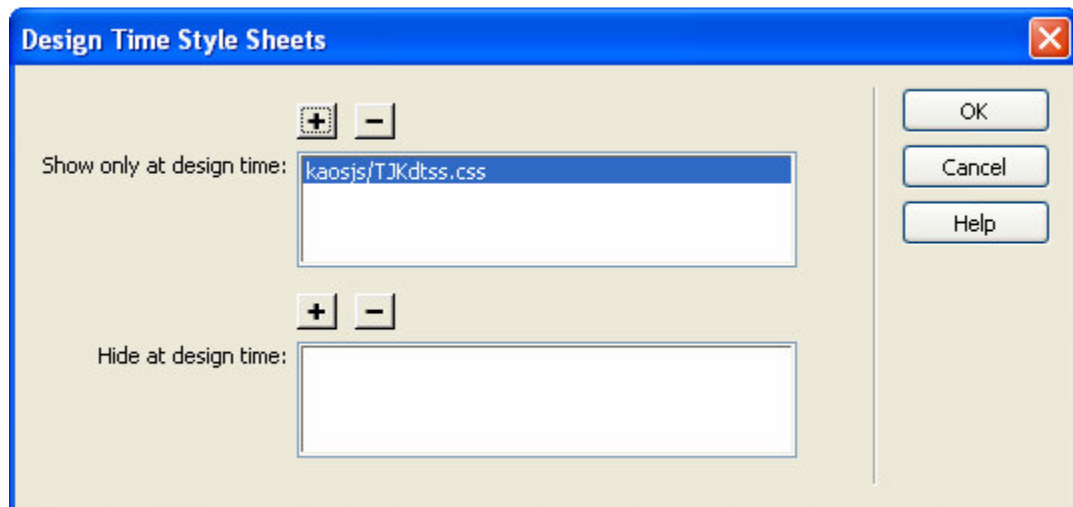 Design Time Style Sheets
OK
Show only at design time:
kaosjs/TJKdtss.css
Cancel
Help
Hide at design time: